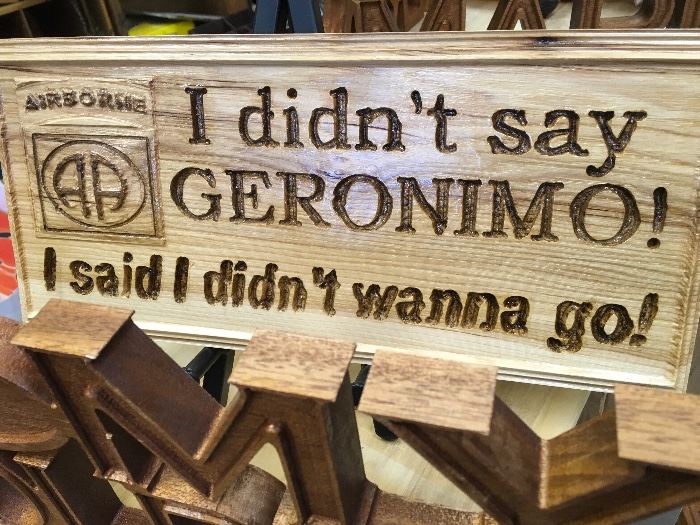 AIRBORNE
AA
I didn't say
GERONIMO!
I said I didn't wanna go!